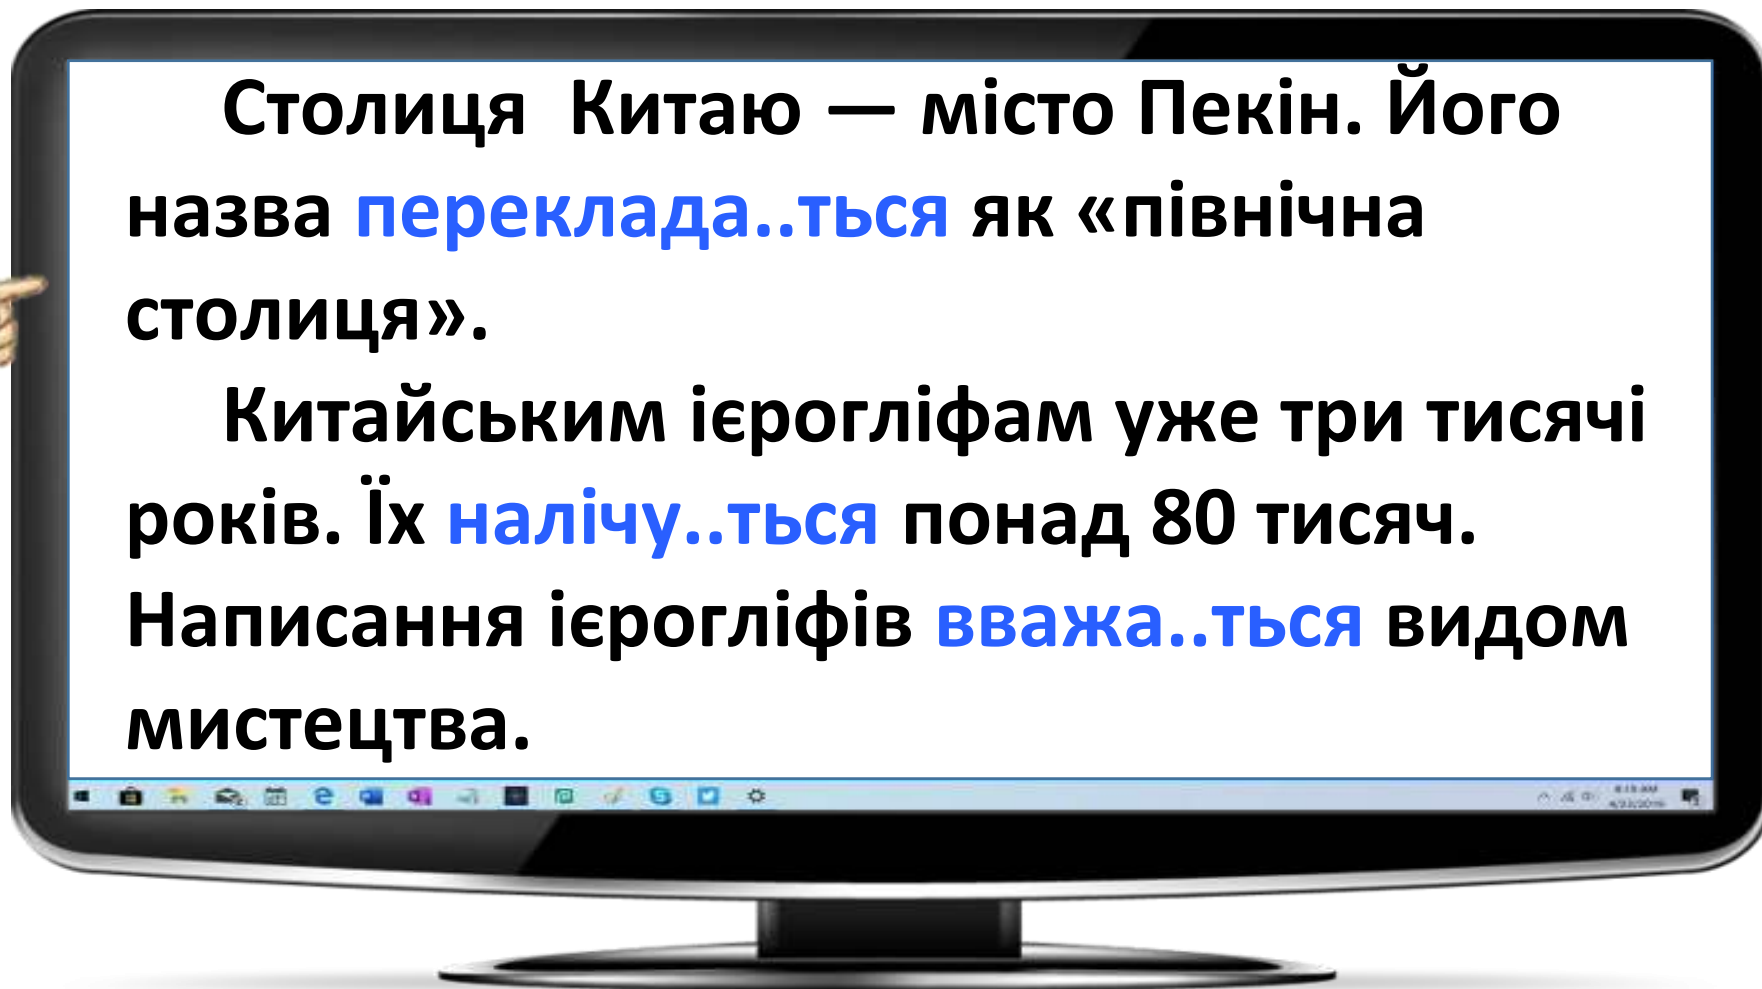 Столиця Китаю — місто Пекін. Його
назва переклада..ться як «північна
столиця».
Китайським ієрогліфам уже три тисячі
років. Їх налічу..ться понад 80 тисяч.
Написання ієрогліфів вважа..ться видом
мистецтва.